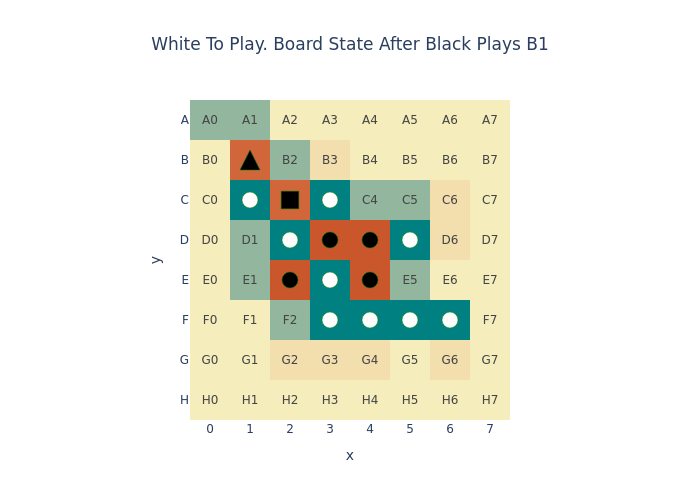 White To Play. Board State After Black Plays B1
A A0 A1 A2 A3 A4 A5 A6 A7
B B0 B2 B3 B4 B5 B6 B7
C C0 C4 C5 C6 C7
D D0 D1 D6 D7
E E0 E1 E5 E6 E7
F F0 F1 F2 F7
G G0 G1 G2 G3 G4 G5 G6 G7
H H0 H1 H2 H3 H4 H5 H6 H7
0 1 2 3 4 5 6 7
x
y